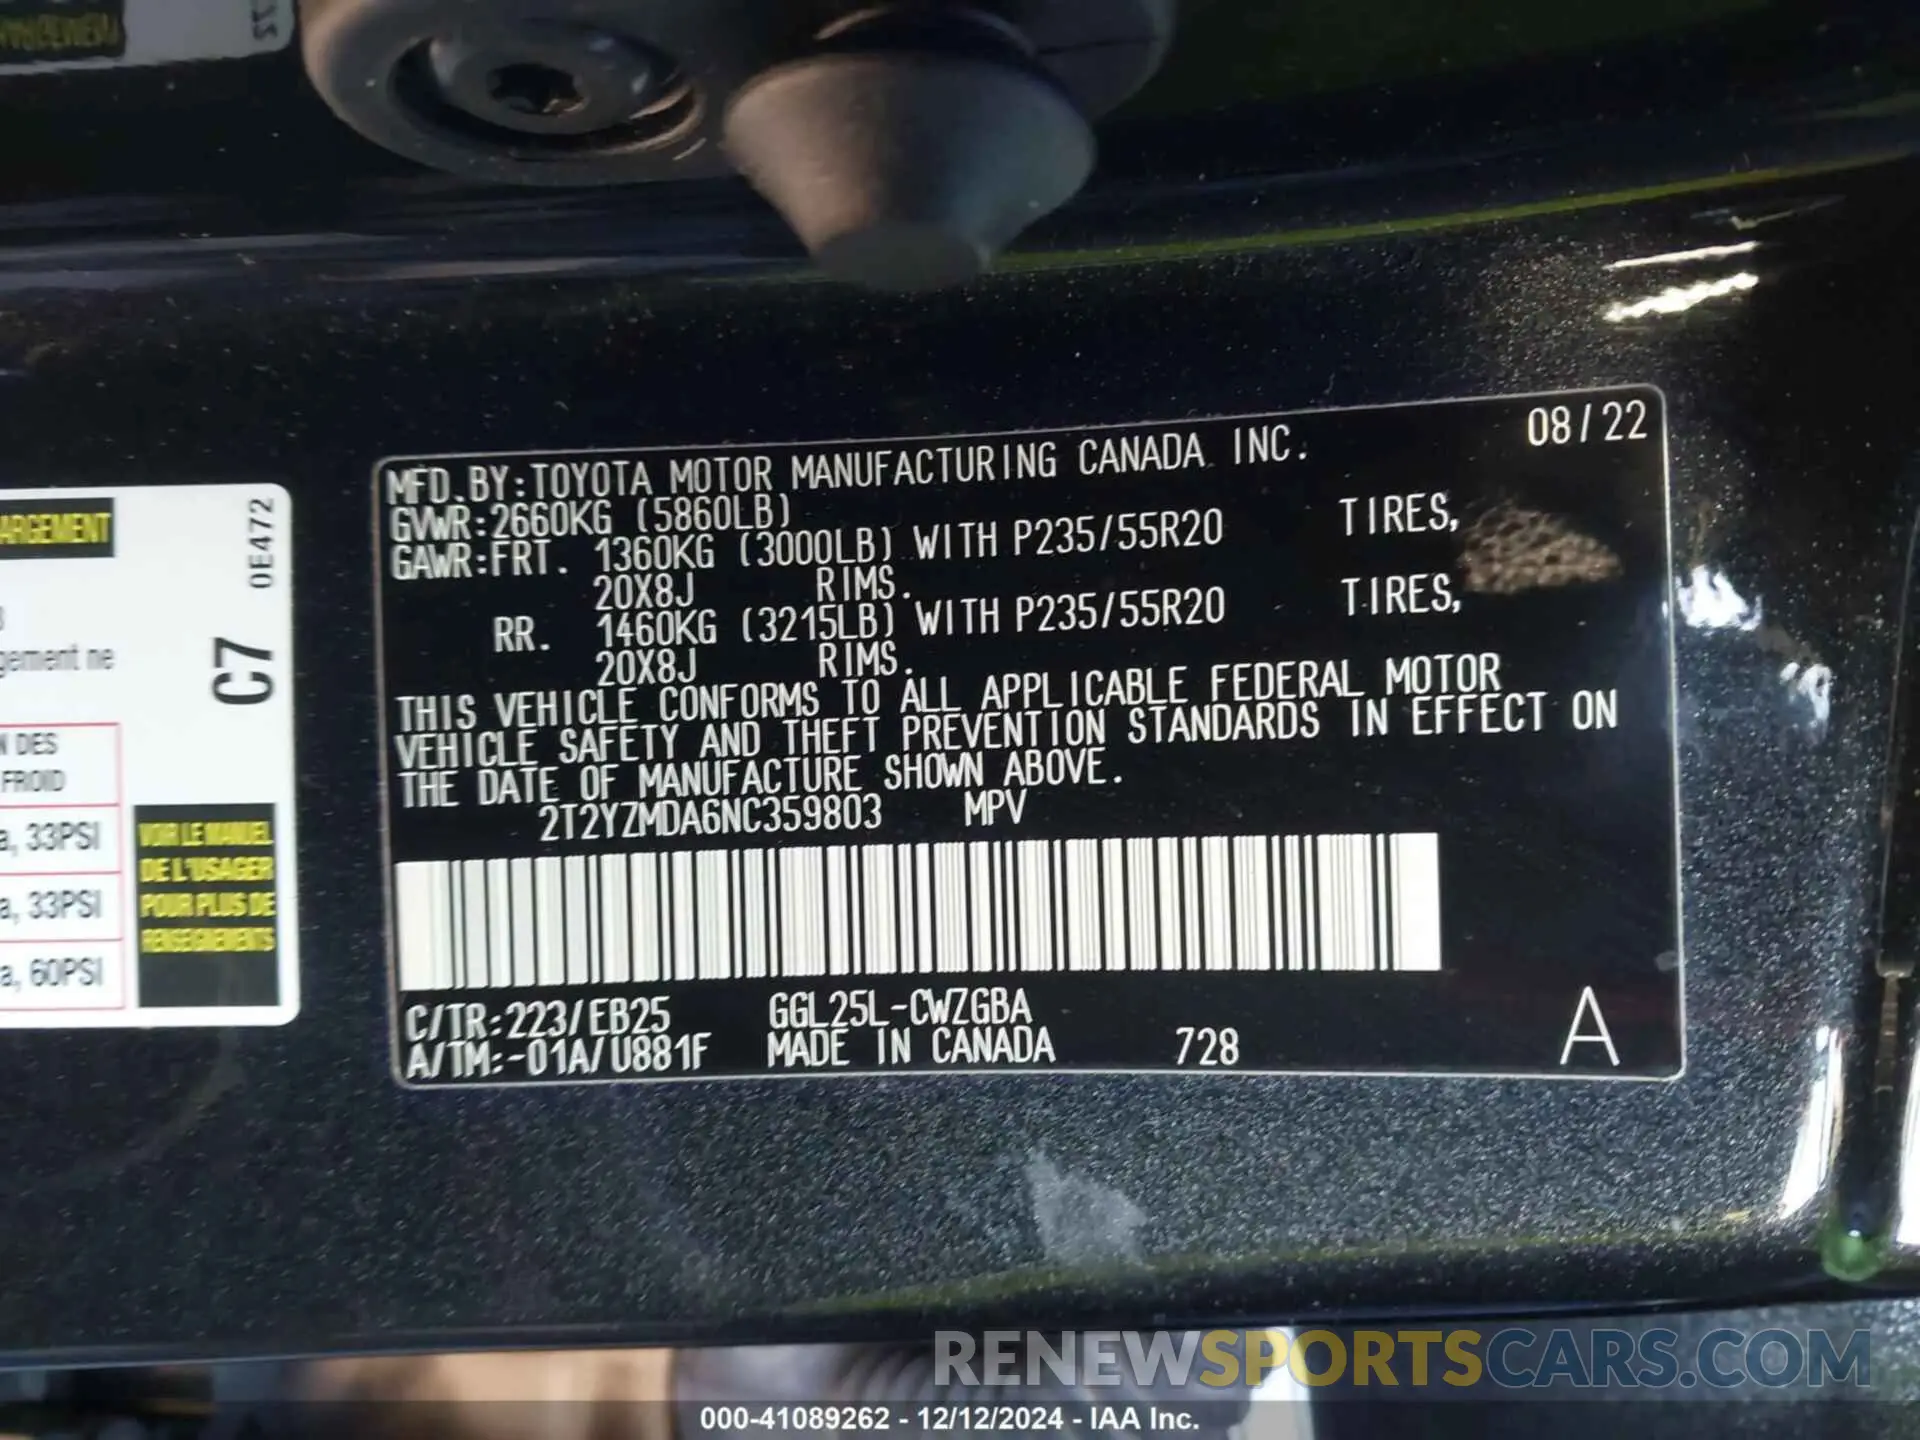 MFD.BY:TOYOTA MOTOR MANUFACTURING CANADA INC. 08/22
GVWR:2660KG (5860LB)
GAWR:FRT. 1360KG (3000LB) WITH P235/55R20 TIRES,
20X8J RIMS.
RR. 1460KG (3215LB) WITH P235/55R20 TIRES,
20X8J RIMS.
THIS VEHICLE CONFORMS TO ALL APPLICABLE FEDERAL MOTOR
VEHICLE SAFETY AND THEFT PREVENTION STANDARDS IN EFFECT ON
THE DATE OF MANUFACTURE SHOWN ABOVE.
2T2YZMDA6NC359803 MPV
C/TR:223/EB25 GGL25L-CWZGBA
A/TM:-01A/U881F MADE IN CANADA 728 A
ARGEMENT
0E472
C7
gement ne
N DES
FROID
a, 33PSI
a, 33PSI
a, 60PSI
VOIR LE MANUEL
DE L'USAGER
POUR PLUS DE
RENSEIGNEMENTS
RENEWSPORTSCARS.COM
000-41089262 - 12/12/2024 - IAA Inc.